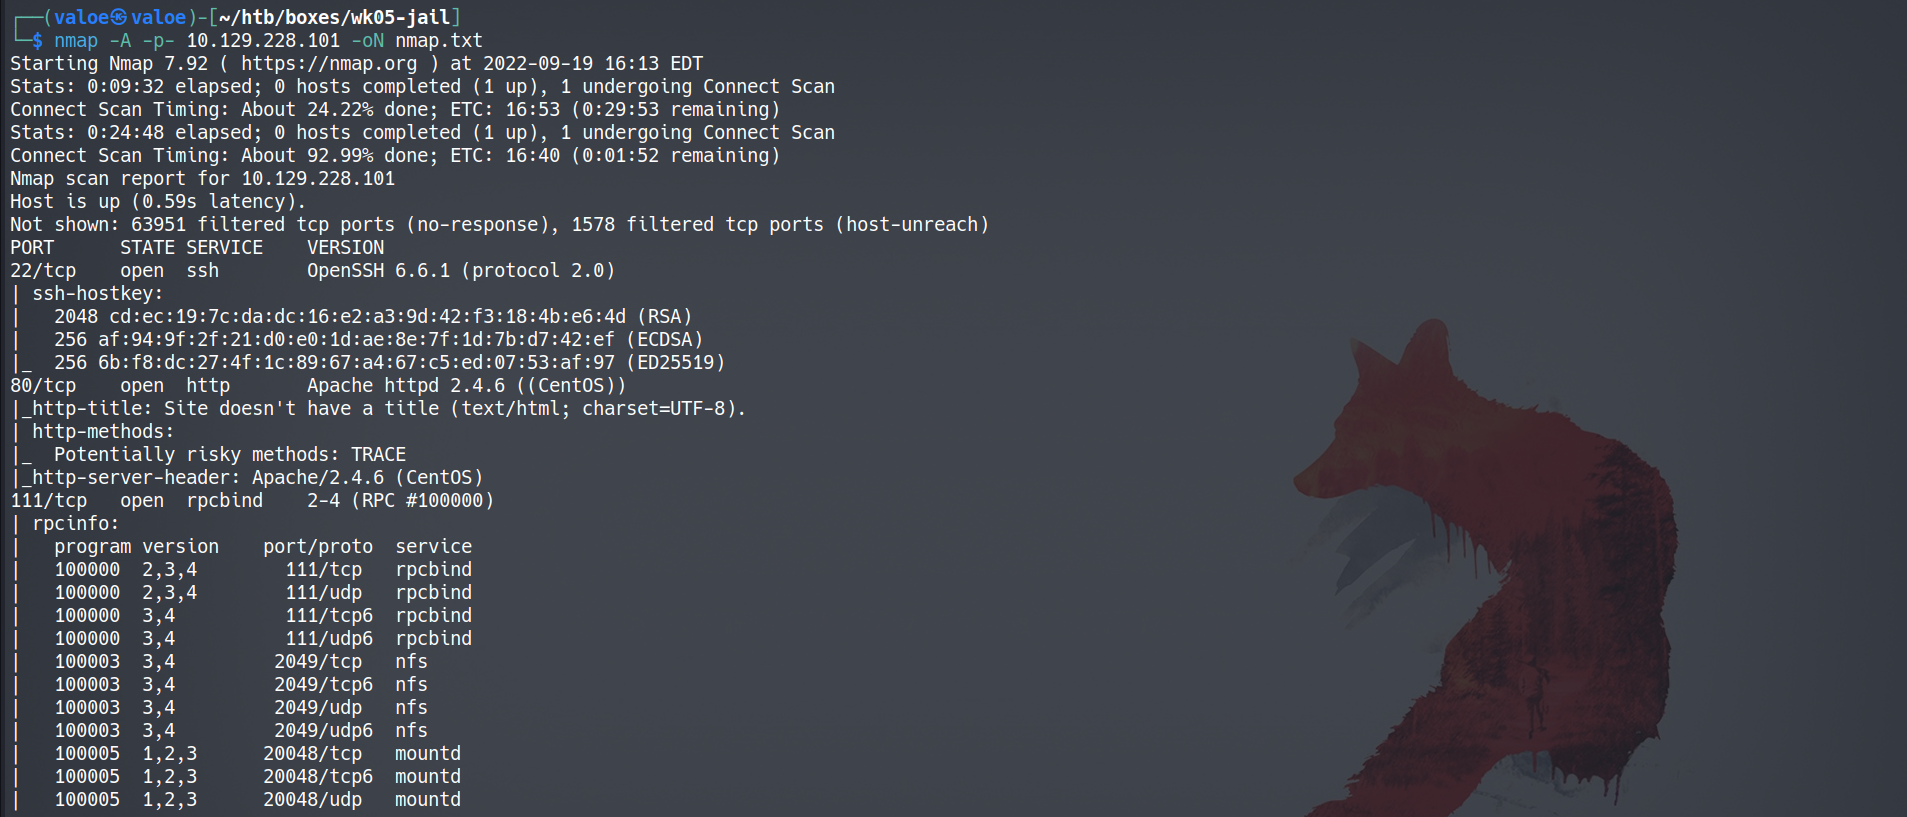 ┌──(valoe㉿valoe)-[~/htb/boxes/wk05-jail]
└─$ nmap -A -p- 10.129.228.101 -oN nmap.txt
Starting Nmap 7.92 ( https://nmap.org ) at 2022-09-19 16:13 EDT
Stats: 0:09:32 elapsed; 0 hosts completed (1 up), 1 undergoing Connect Scan
Connect Scan Timing: About 24.22% done; ETC: 16:53 (0:29:53 remaining)
Stats: 0:24:48 elapsed; 0 hosts completed (1 up), 1 undergoing Connect Scan
Connect Scan Timing: About 92.99% done; ETC: 16:40 (0:01:52 remaining)
Nmap scan report for 10.129.228.101
Host is up (0.59s latency).
Not shown: 63951 filtered tcp ports (no-response), 1578 filtered tcp ports (host-unreach)
PORT      STATE SERVICE    VERSION
22/tcp    open  ssh        OpenSSH 6.6.1 (protocol 2.0)
| ssh-hostkey:
|   2048 cd:ec:19:7c:da:dc:16:e2:a3:9d:42:f3:18:4b:e6:4d (RSA)
|   256 af:94:9f:2f:21:d0:e0:1d:ae:8e:7f:1d:7b:d7:42:ef (ECDSA)
|_  256 6b:f8:dc:27:4f:1c:89:67:a4:67:c5:ed:07:53:af:97 (ED25519)
80/tcp    open  http       Apache httpd 2.4.6 ((CentOS))
|_http-title: Site doesn't have a title (text/html; charset=UTF-8).
| http-methods:
|_  Potentially risky methods: TRACE
|_http-server-header: Apache/2.4.6 (CentOS)
111/tcp   open  rpcbind    2-4 (RPC #100000)
| rpcinfo:
|   program version    port/proto  service
|   100000  2,3,4        111/tcp   rpcbind
|   100000  2,3,4        111/udp   rpcbind
|   100000  3,4          111/tcp6  rpcbind
|   100000  3,4          111/udp6  rpcbind
|   100003  3,4         2049/tcp   nfs
|   100003  3,4         2049/tcp6  nfs
|   100003  3,4         2049/udp   nfs
|   100003  3,4         2049/udp6  nfs
|   100005  1,2,3      20048/tcp   mountd
|   100005  1,2,3      20048/tcp6  mountd
|   100005  1,2,3      20048/udp   mountd